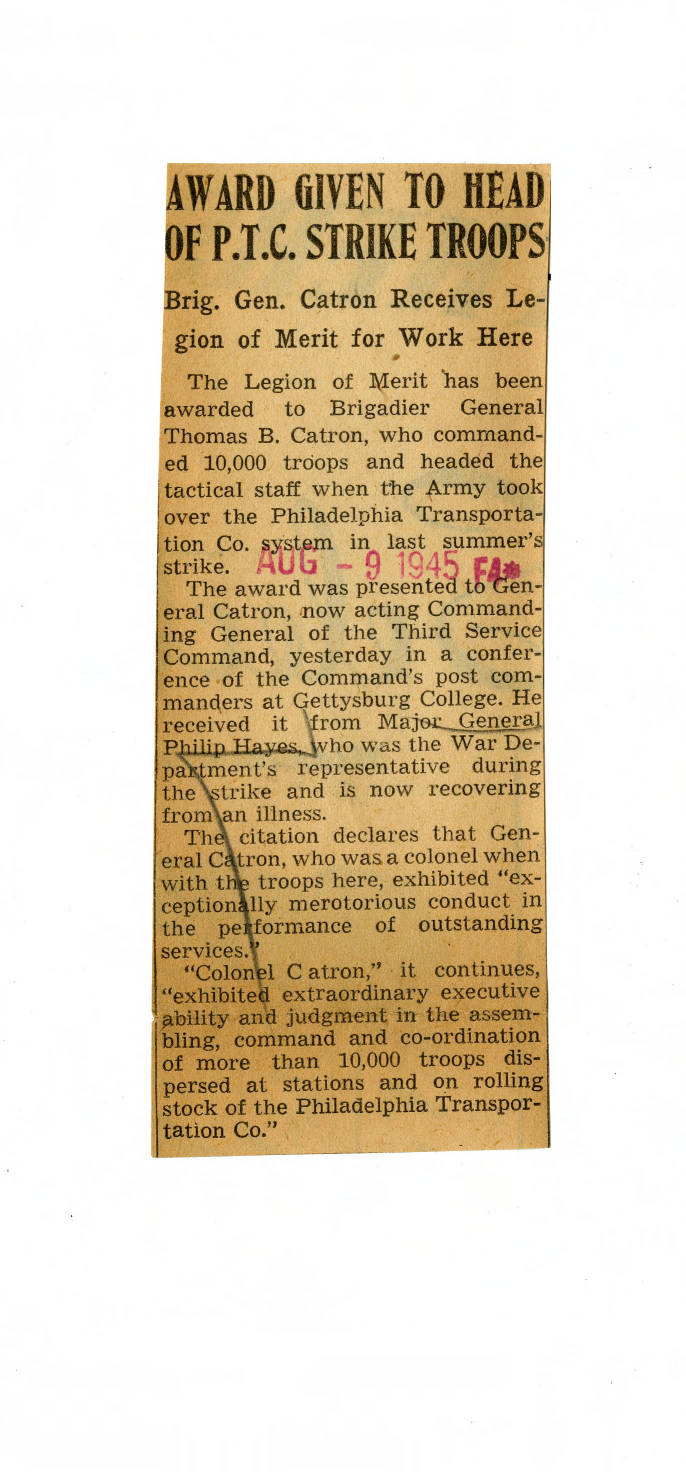 AWARD GIVEN TO HEAD
OF P.T.C. STRIKE TROOPS
Brig. Gen. Catron Receives Le-
gion of Merit for Work Here
The Legion of Merit has been
awarded to Brigadier General
Thomas B. Catron, who command-
ed 10,000 troops and headed the
tactical staff when the Army took
over the Philadelphia Transporta-
tion Co. system in last summer's
strike.
AUG - 9 1945
The award was presented to Gen-
eral Catron, now acting Command-
ing General of the Third Service
Command, yesterday in a confer-
ence of the Command's post com-
manders at Gettysburg College. He
received it from Major General
Philip Hayes, who was the War De-
partment's representative during
the strike and is now recovering
from an illness.
The citation declares that Gen-
eral Catron, who was a colonel when
with the troops here, exhibited "ex-
ceptionally merotorious conduct in
the performance of outstanding
services."
"Colonel C atron," it continues,
"exhibited extraordinary executive
ability and judgment in the assem-
bling, command and co-ordination
of more than 10,000 troops dis-
persed at stations and on rolling
stock of the Philadelphia Transpor-
tation Co."